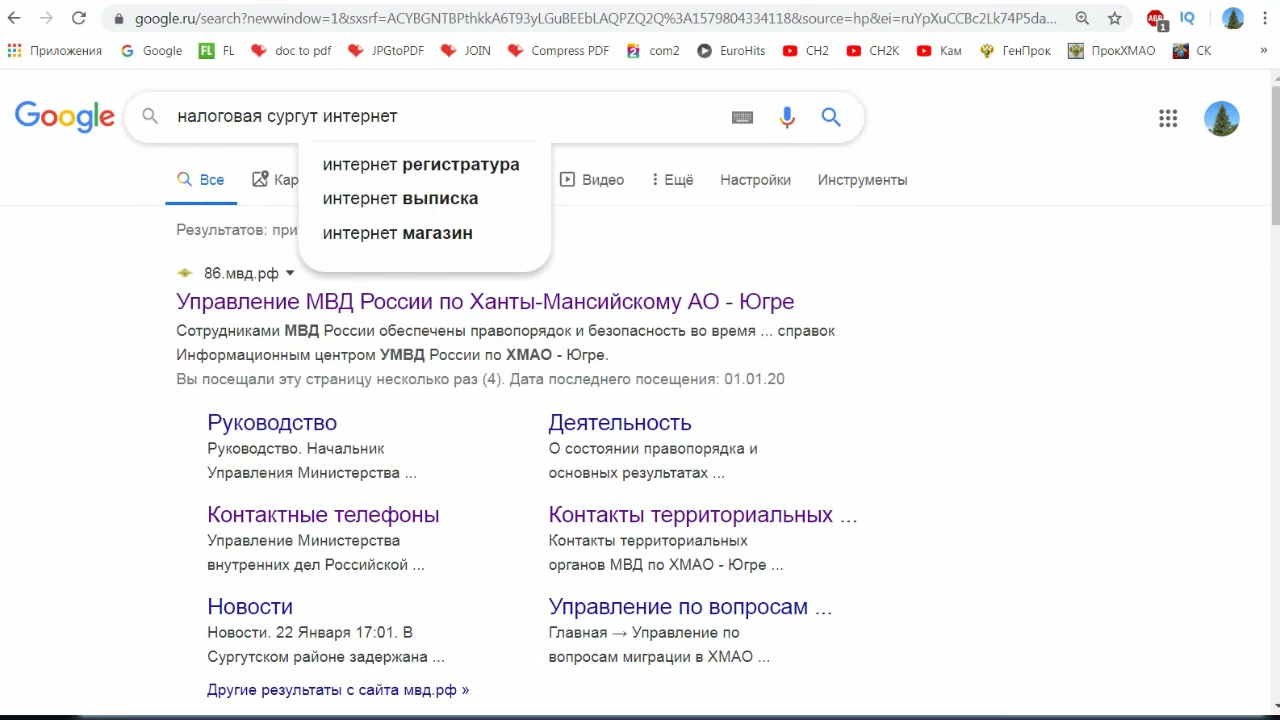 google.ru/search?newwindow=1&sxsrf=ACYBGNTBPthkkA6T93yLGuBEEbLAQPZQ2Q%3A1579804334118&source=hp&ei=ruYpXuCCBc2Lk74P5da...
ABP 1 IQ
Приложения Google FL FL doc to pdf JPGtoPDF JOIN Compress PDF 2 com2 EuroHits CH2 CH2K Кам ГенПрок ПрокХМАО СК »
Google налоговая сургут интернет
интернет регистратура
интернет выписка
интернет магазин
Все Кар Видео Ещё Настройки Инструменты
Результатов: при
86.мвд.рф
Управление МВД России по Ханты-Мансийскому АО - Югре
Сотрудниками МВД России обеспечены правопорядок и безопасность во время ... справок
Информационным центром УМВД России по ХМАО - Югре.
Вы посещали эту страницу несколько раз (4). Дата последнего посещения: 01.01.20
Руководство
Руководство. Начальник
Управления Министерства ...
Деятельность
О состоянии правопорядка и
основных результатах ...
Контактные телефоны
Управление Министерства
внутренних дел Российской ...
Контакты территориальных ...
Контакты территориальных
органов МВД по ХМАО - Югре ...
Новости
Новости. 22 Января 17:01. В
Сургутском районе задержана ...
Управление по вопросам ...
Главная → Управление по
вопросам миграции в ХМАО ...
Другие результаты с сайта мвд.рф »